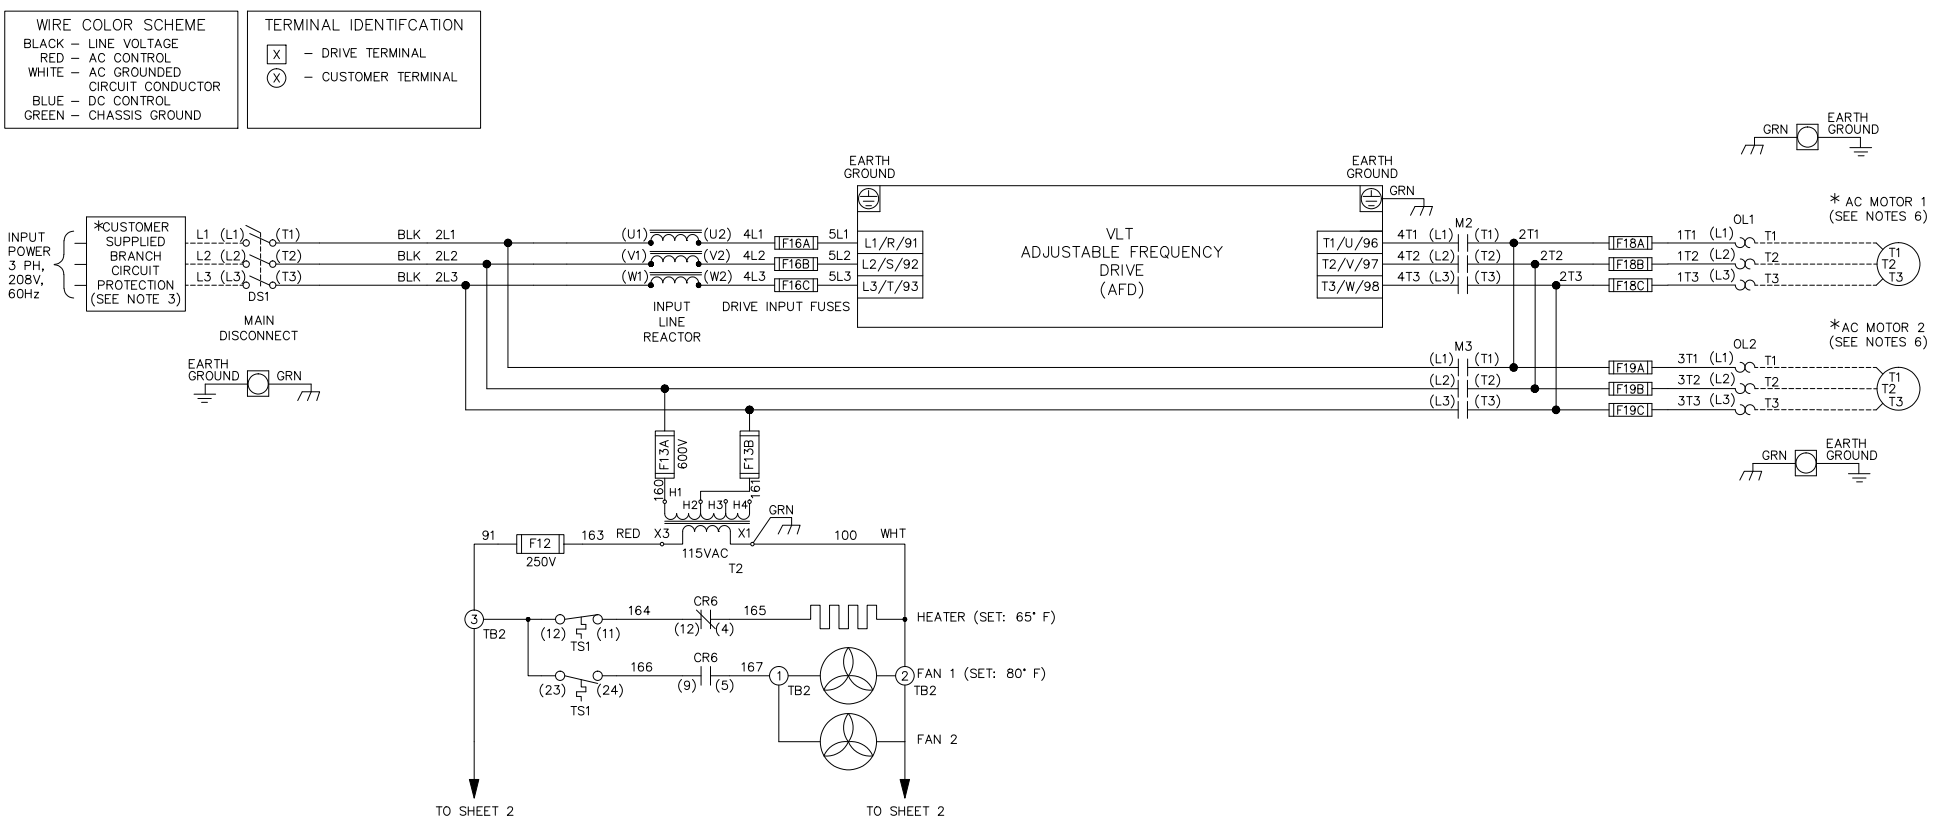 WIRE COLOR SCHEME
BLACK – LINE VOLTAGE
RED – AC CONTROL
WHITE – AC GROUNDED
CIRCUIT CONDUCTOR
BLUE – DC CONTROL
GREEN – CHASSIS GROUND
TERMINAL IDENTIFCATION
X – DRIVE TERMINAL
X – CUSTOMER TERMINAL
GRN
EARTH
GROUND
INPUT
POWER
3 PH,
208V,
60Hz
*CUSTOMER
SUPPLIED
BRANCH
CIRCUIT
PROTECTION
(SEE NOTE 3)
L1 (L1) (T1) BLK 2L1 (U1) (U2) 4L1 F16A 5L1 L1/R/91
L2 (L2) (T2) BLK 2L2 (V1) (V2) 4L2 F16B 5L2 L2/S/92
L3 (L3) (T3) BLK 2L3 (W1) (W2) 4L3 F16C 5L3 L3/T/93
DS1
MAIN
DISCONNECT
EARTH
GROUND
GRN
INPUT
LINE
REACTOR
DRIVE INPUT FUSES
EARTH
GROUND
VLT
ADJUSTABLE FREQUENCY
DRIVE
(AFD)
EARTH
GROUND
GRN
M2
T1/U/96 4T1 (L1) (T1) 2T1 F18A 1T1 (L1) T1
T2/V/97 4T2 (L2) (T2) 2T2 F18B 1T2 (L2) T2
T3/W/98 4T3 (L3) (T3) 2T3 F18C 1T3 (L3) T3
OL1
* AC MOTOR 1
(SEE NOTES 6)
T1
T2
T3
M3
(L1) (T1) F19A 3T1 (L1) T1
(L2) (T2) F19B 3T2 (L2) T2
(L3) (T3) F19C 3T3 (L3) T3
OL2
* AC MOTOR 2
(SEE NOTES 6)
T1
T2
T3
GRN
EARTH
GROUND
F13A
600V
F13B
160
161
H1
H2
H3
H4
GRN
91 F12 163 RED X3 X1 100 WHT
250V
115VAC
T2
3
TB2
(12) (11)
TS1
164
CR6
(12) (4)
165
HEATER (SET: 65° F)
(23) (24)
TS1
166
CR6
(9) (5)
167
1
TB2
2
TB2
FAN 1 (SET: 80° F)
FAN 2
TO SHEET 2
TO SHEET 2